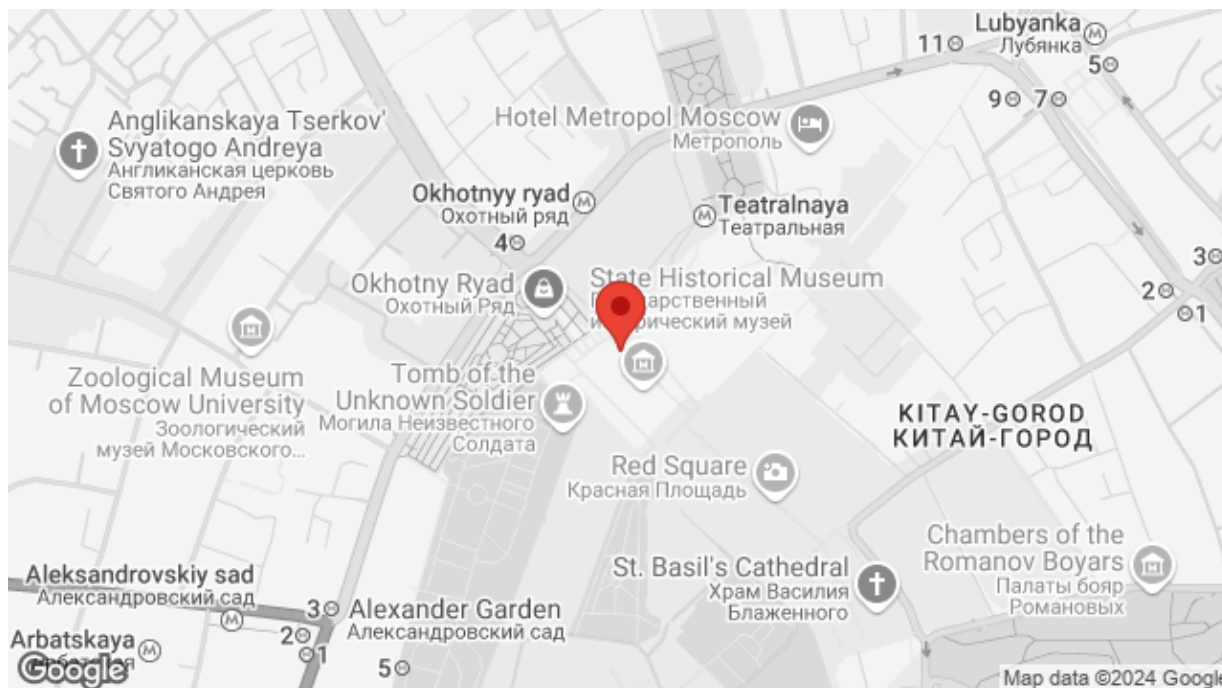 Lubyanka
Лубянка
11
5
9
7
Anglikanskaya Tserkov'
Svyatogo Andreya
Англиканская церковь
Святого Андрея
Hotel Metropol Moscow
Метрополь
Okhotnyy ryad
Охотный ряд
4
Teatralnaya
Театральная
3
2
1
Okhotny Ryad
Охотный Ряд
State Historical Museum
музей
Zoological Museum
of Moscow University
Зоологический
музей Московского...
Tomb of the
Unknown Soldier
Могила Неизвестного
Солдата
KITAY-GOROD
КИТАЙ-ГОРОД
Red Square
Красная Площадь
Chambers of the
Romanov Boyars
Палаты бояр
Романовых
St. Basil's Cathedral
Храм Василия
Блаженного
Aleksandrovskiy sad
Александровский сад
3
2
1
Alexander Garden
Александровский сад
5
Arbatskaya
Google
Map data ©2024 Google